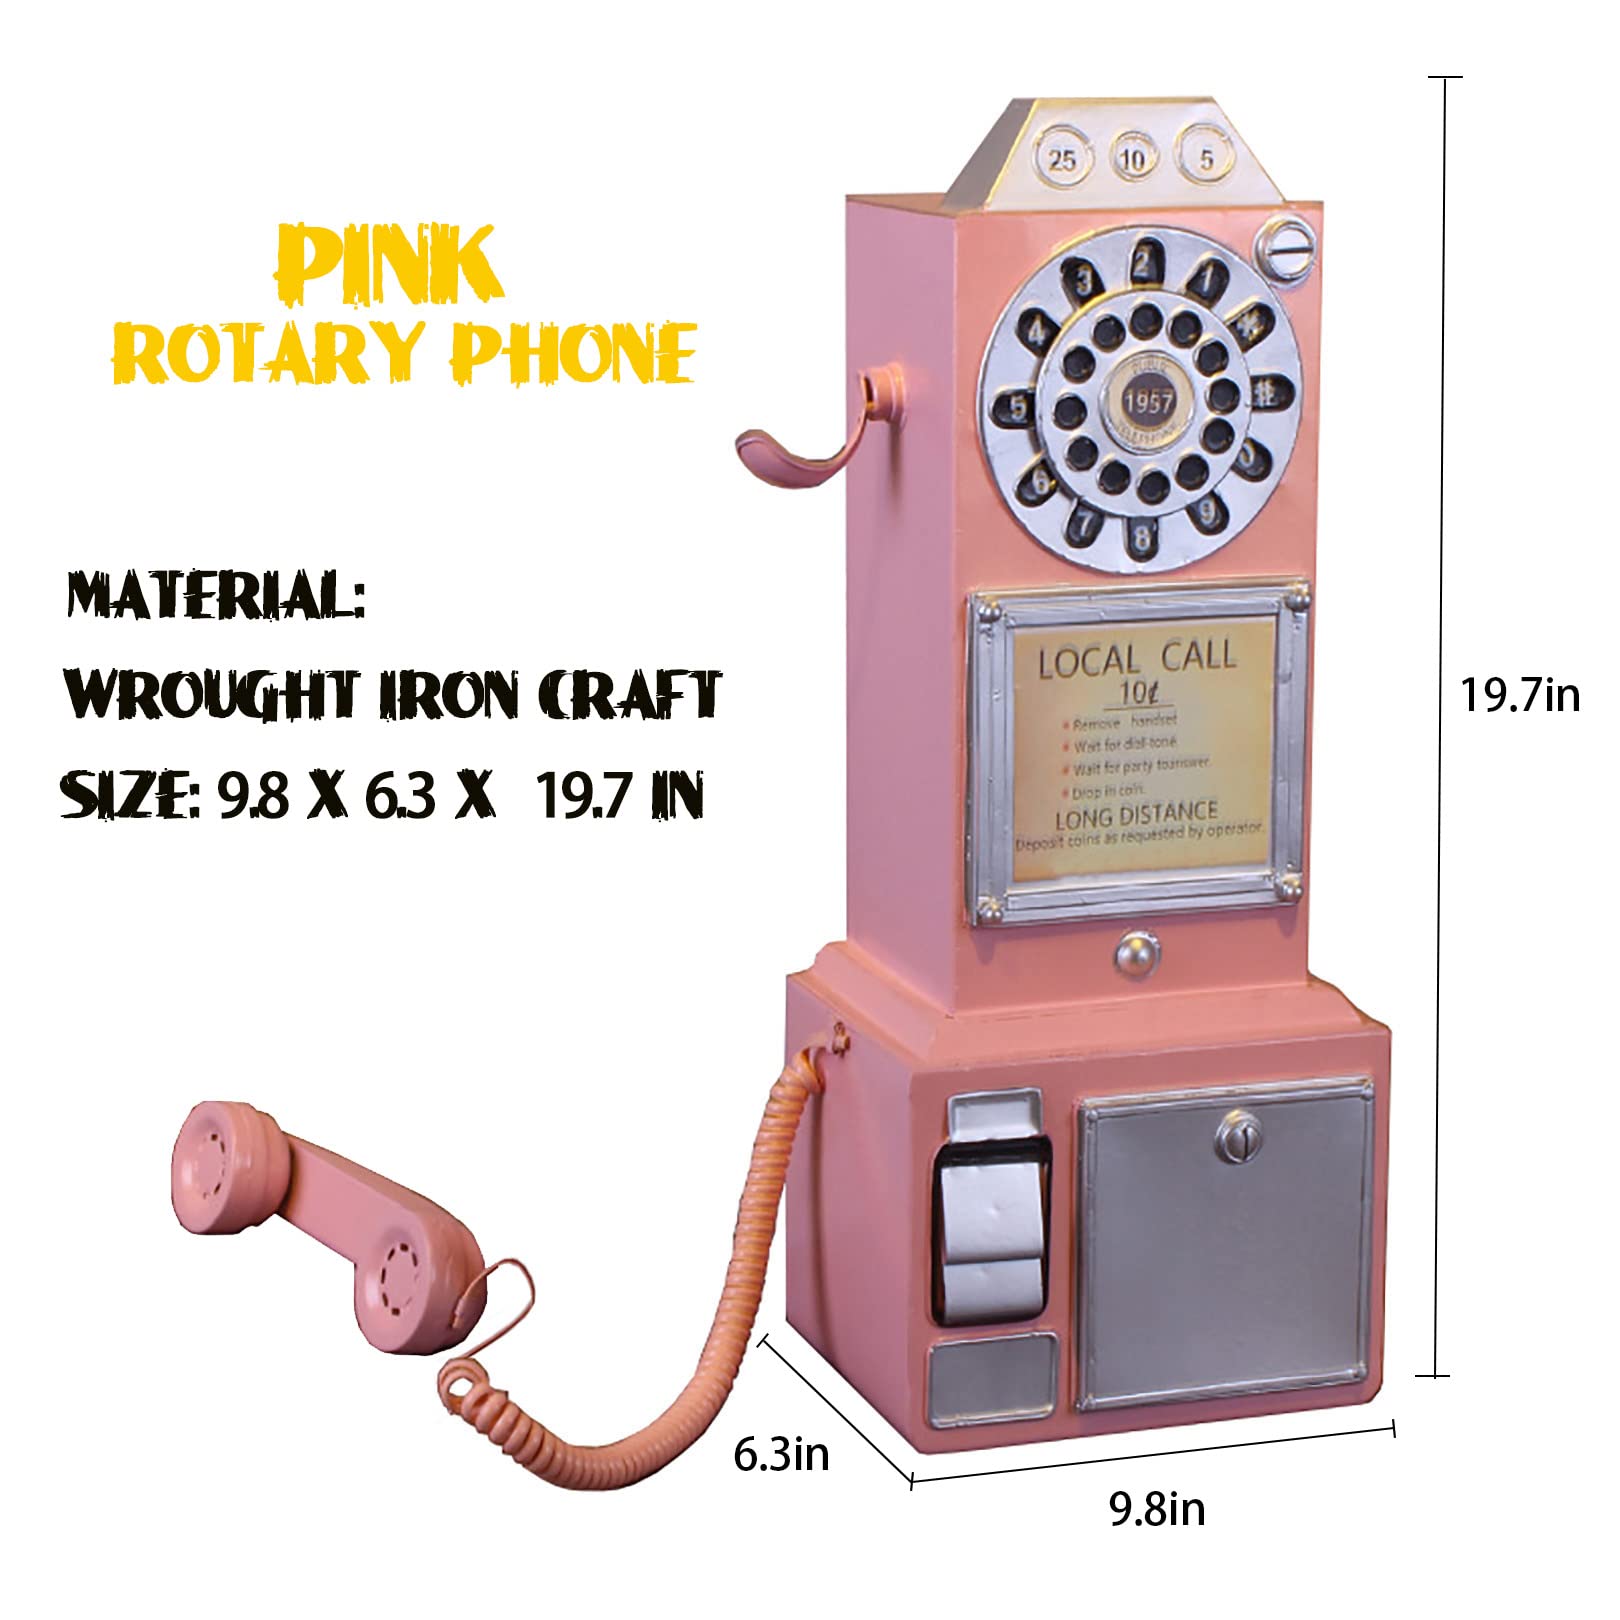 PINK
ROTARY PHONE
MATERIAL:
WROUGHT IRON CRAFT
SIZE: 9.8 X 6.3 X 19.7 IN
25 10 5
3 2 1
4 *
5 #
6 0
7 8 9
PUBLIC
1957
TELEPHONE
LOCAL CALL
10¢
Remove handset
Wait for dial-tone
Wait for party toanswer.
Drop in coin.
LONG DISTANCE
Deposit coins as requested by operator.
19.7in
6.3in
9.8in